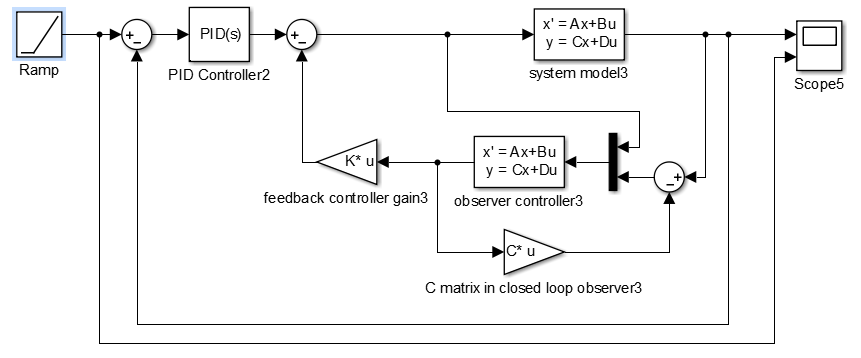 Ramp
+
−
PID(s)
PID Controller2
+
−
x' = Ax+Bu
y = Cx+Du
system model3
Scope5
K* u
feedback controller gain3
x' = Ax+Bu
y = Cx+Du
observer controller3
+
−
C* u
C matrix in closed loop observer3